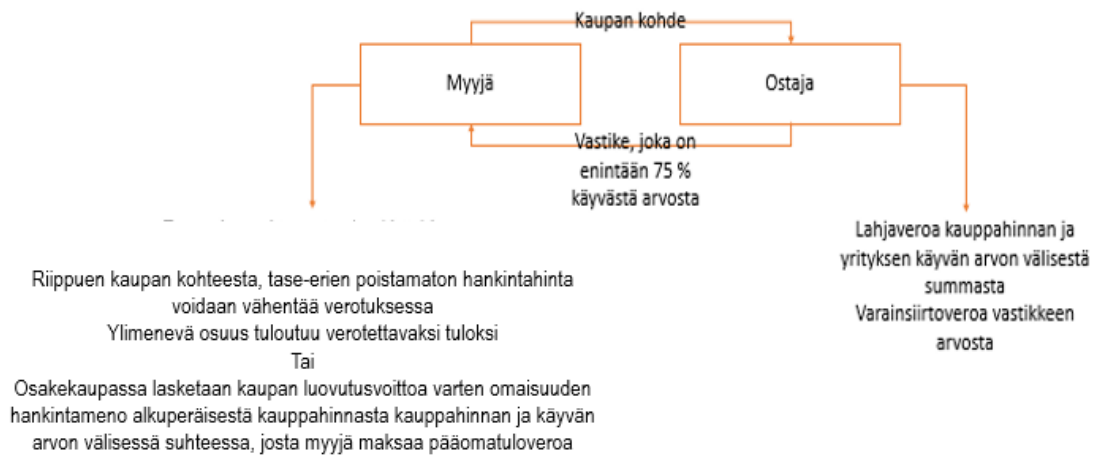 Kaupan kohde
Myyjä
Ostaja
Vastike, joka on
enintään 75 %
käyvästä arvosta
Riippuen kaupan kohteesta, tase-erien poistamaton hankintahinta
voidaan vähentää verotuksessa
Ylimenevä osuus tuloutuu verotettavaksi tuloksi
Tai
Osakekaupassa lasketaan kaupan luovutusvoittoa varten omaisuuden
hankintameno alkuperäisestä kauppahinnasta kauppahinnan ja käyvän
arvon välisessä suhteessa, josta myyjä maksaa pääomatuloveroa
Lahjaveroa kauppahinnan ja
yrityksen käyvän arvon välisestä
summasta
Varainsiirtoveroa vastikkeen
arvosta